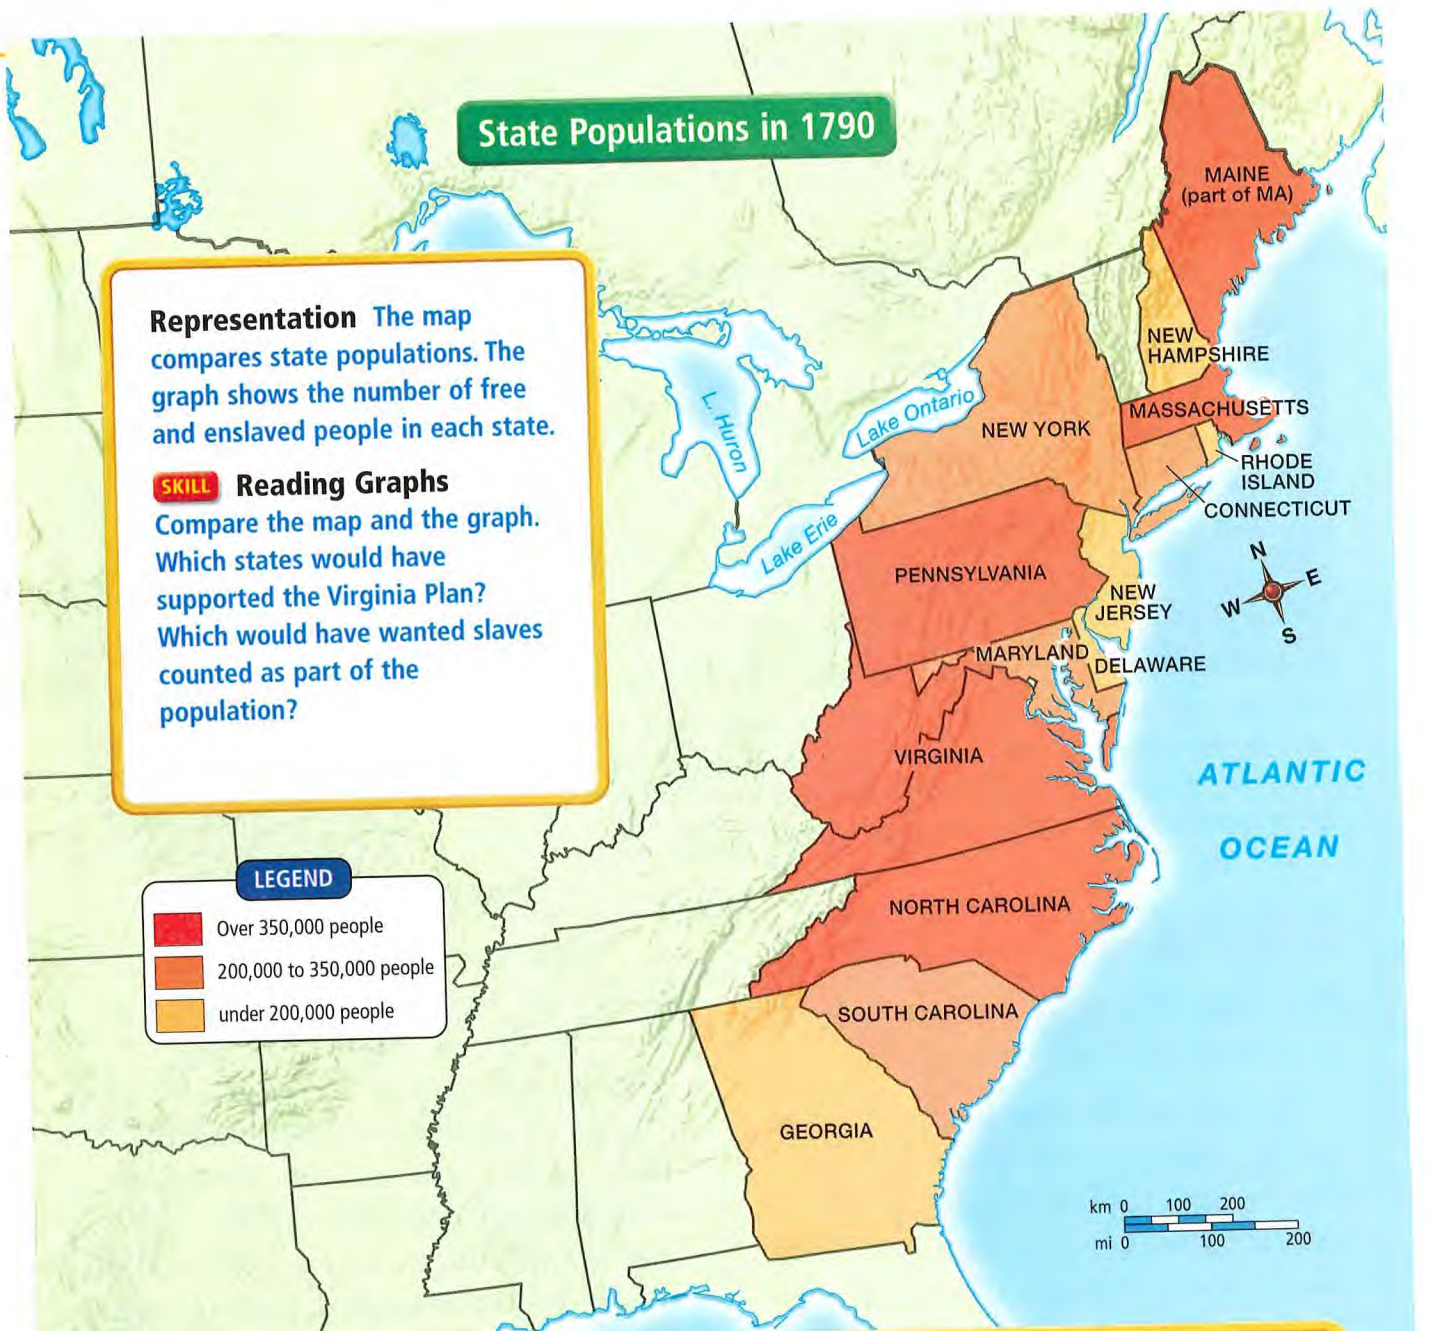 State Populations in 1790
MAINE
(part of MA)
Representation The map
compares state populations. The
graph shows the number of free
and enslaved people in each state.
SKILL Reading Graphs
Compare the map and the graph.
Which states would have
supported the Virginia Plan?
Which would have wanted slaves
counted as part of the
population?
NEW
HAMPSHIRE
L. Huron
Lake Ontario
NEW YORK
MASSACHUSETTS
RHODE
ISLAND
CONNECTICUT
Lake Erie
PENNSYLVANIA
NEW
JERSEY
N
W E
S
MARYLAND
DELAWARE
VIRGINIA
ATLANTIC
OCEAN
LEGEND
Over 350,000 people
200,000 to 350,000 people
under 200,000 people
NORTH CAROLINA
SOUTH CAROLINA
GEORGIA
km 0 100 200
mi 0 100 200